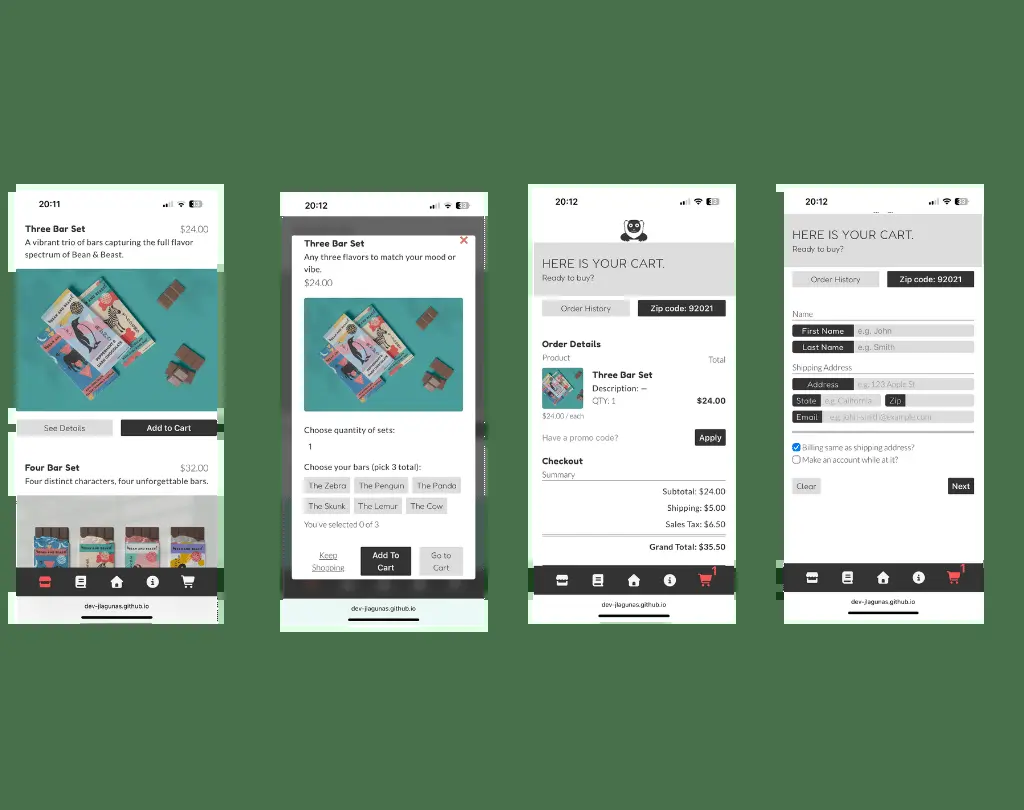 20:11
Three Bar Set $24.00
A vibrant trio of bars capturing the full flavor
spectrum of Bean & Beast.
See Details Add to Cart
Four Bar Set $32.00
Four distinct characters, four unforgettable bars.
dev-jlagunas.github.io
20:12
Three Bar Set
Any three flavors to match your mood or
vibe.
$24.00
Choose quantity of sets:
1
Choose your bars (pick 3 total):
The Zebra The Penguin The Panda
The Skunk The Lemur The Cow
You've selected 0 of 3
Keep
Shopping
Add To
Cart
Go to
Cart
dev-jlagunas.github.io
20:12
HERE IS YOUR CART.
Ready to buy?
Order History Zip code: 92021
Order Details
Product Total
Three Bar Set
Description: —
QTY: 1 $24.00
$24.00 / each
Have a promo code? Apply
Checkout
Summary
Subtotal: $24.00
Shipping: $5.00
Sales Tax: $6.50
Grand Total: $35.50
1
dev-jlagunas.github.io
20:12
HERE IS YOUR CART.
Ready to buy?
Order History Zip code: 92021
Name
First Name e.g. John
Last Name e.g. Smith
Shipping Address
Address e.g. 123 Apple St
State e.g. California Zip
Email e.g. john-smith@example.com
Billing same as shipping address?
Make an account while at it?
Clear Next
1
dev-jlagunas.github.io